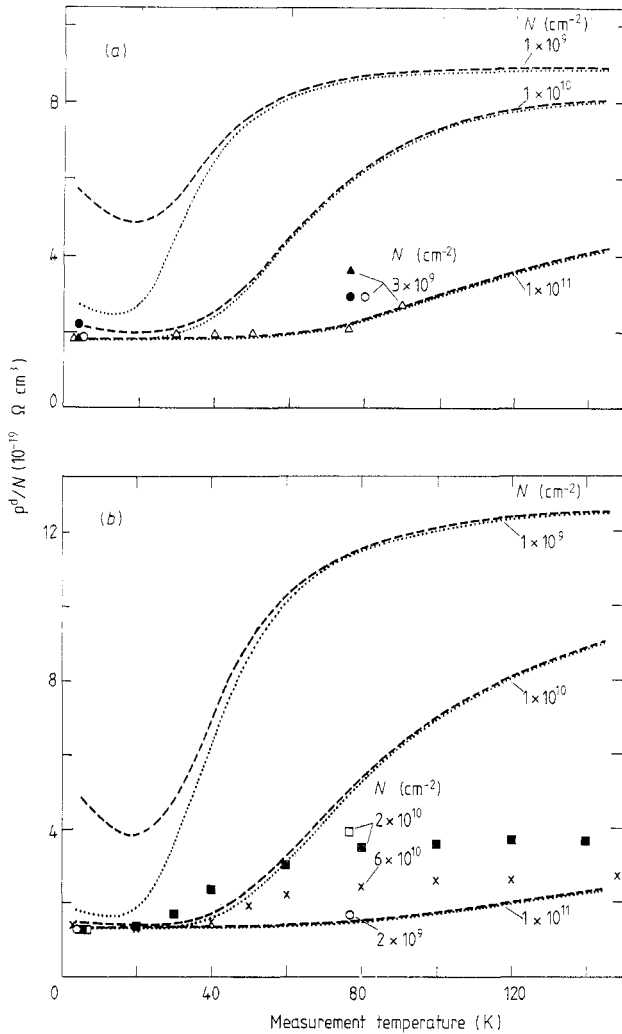 (a)
N (cm⁻²)
1 × 10⁹
1 × 10¹⁰
8
4
0
N (cm⁻²)
3 × 10⁹
1 × 10¹¹
ρᵈ/N (10⁻¹⁹ Ω cm³)
(b)
N (cm⁻²)
1 × 10⁹
12
8
1 × 10¹⁰
N (cm⁻²)
2 × 10¹⁰
4
6 × 10¹⁰
2 × 10⁹
1 × 10¹¹
0
0 40 80 120
Measurement temperature (K)